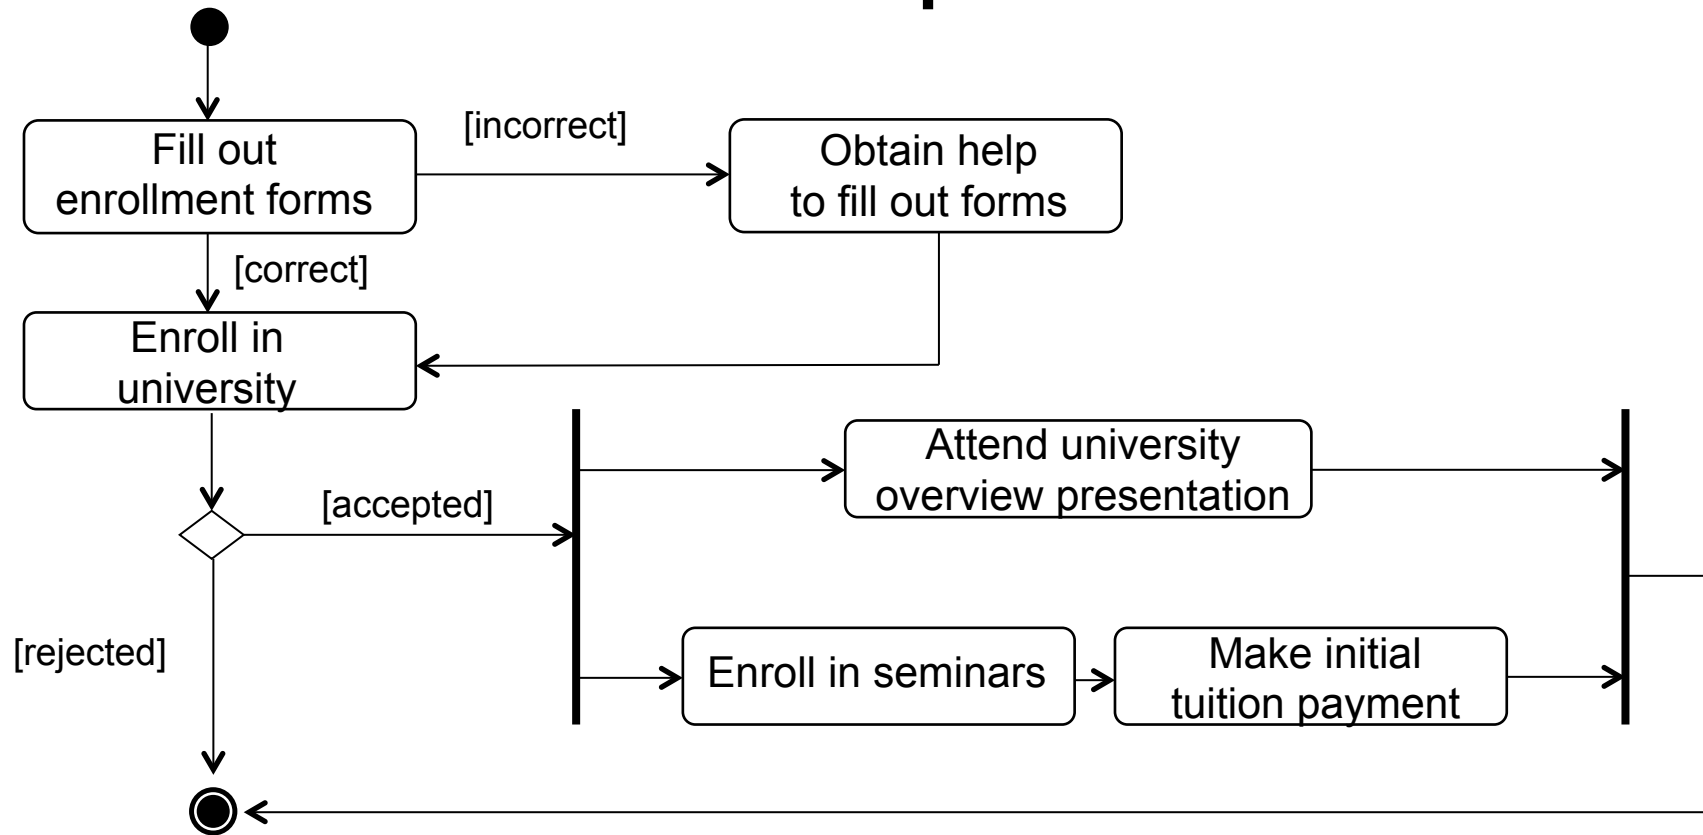 Fill out
enrollment forms
[incorrect]
Obtain help
to fill out forms
[correct]
Enroll in
university
[accepted]
Attend university
overview presentation
[rejected]
Enroll in seminars
Make initial
tuition payment